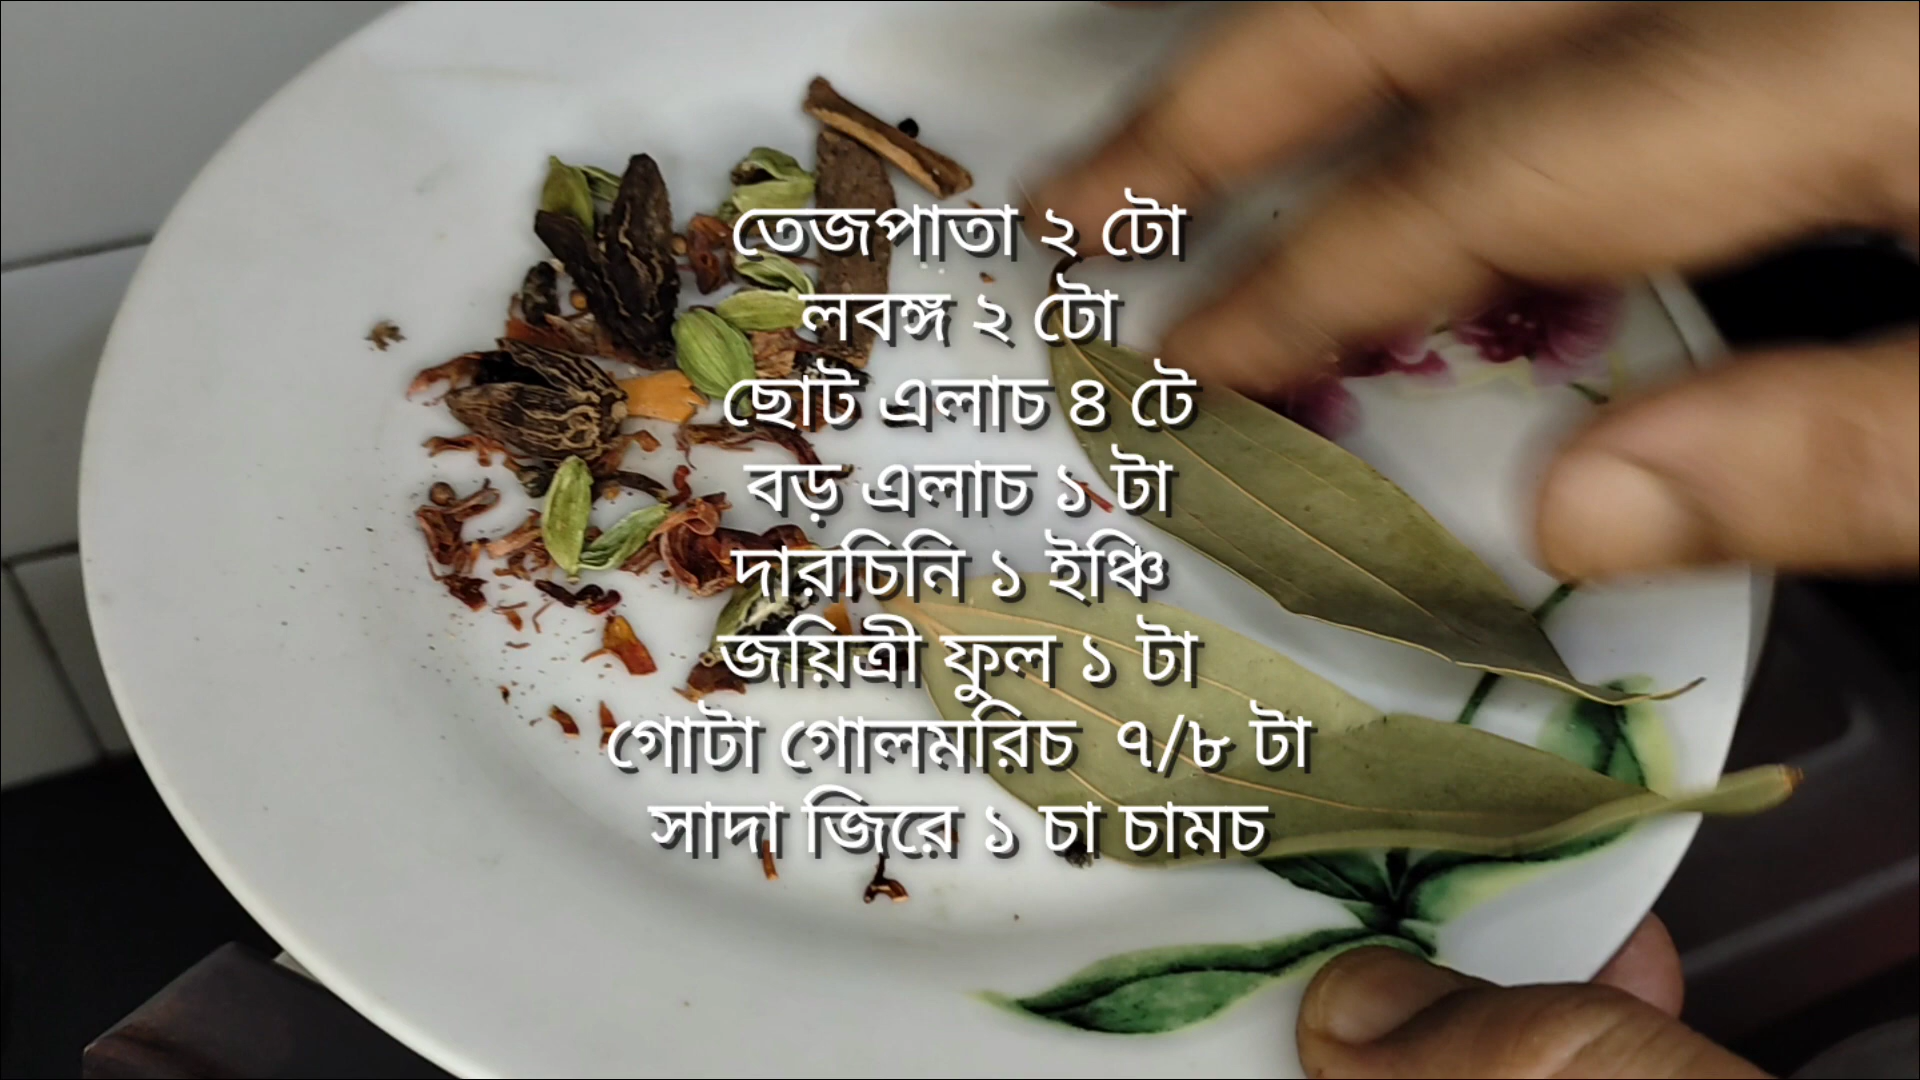 তেজপাতা ২ টো
লবঙ্গ ২ টো
ছোট এলাচ ৪ টে
বড় এলাচ ১ টা
দারচিনি ১ ইঞ্চি
জয়িত্রী ফুল ১ টা
গোটা গোলমরিচ ৭/৮ টা
সাদা জিরে ১ চা চামচ